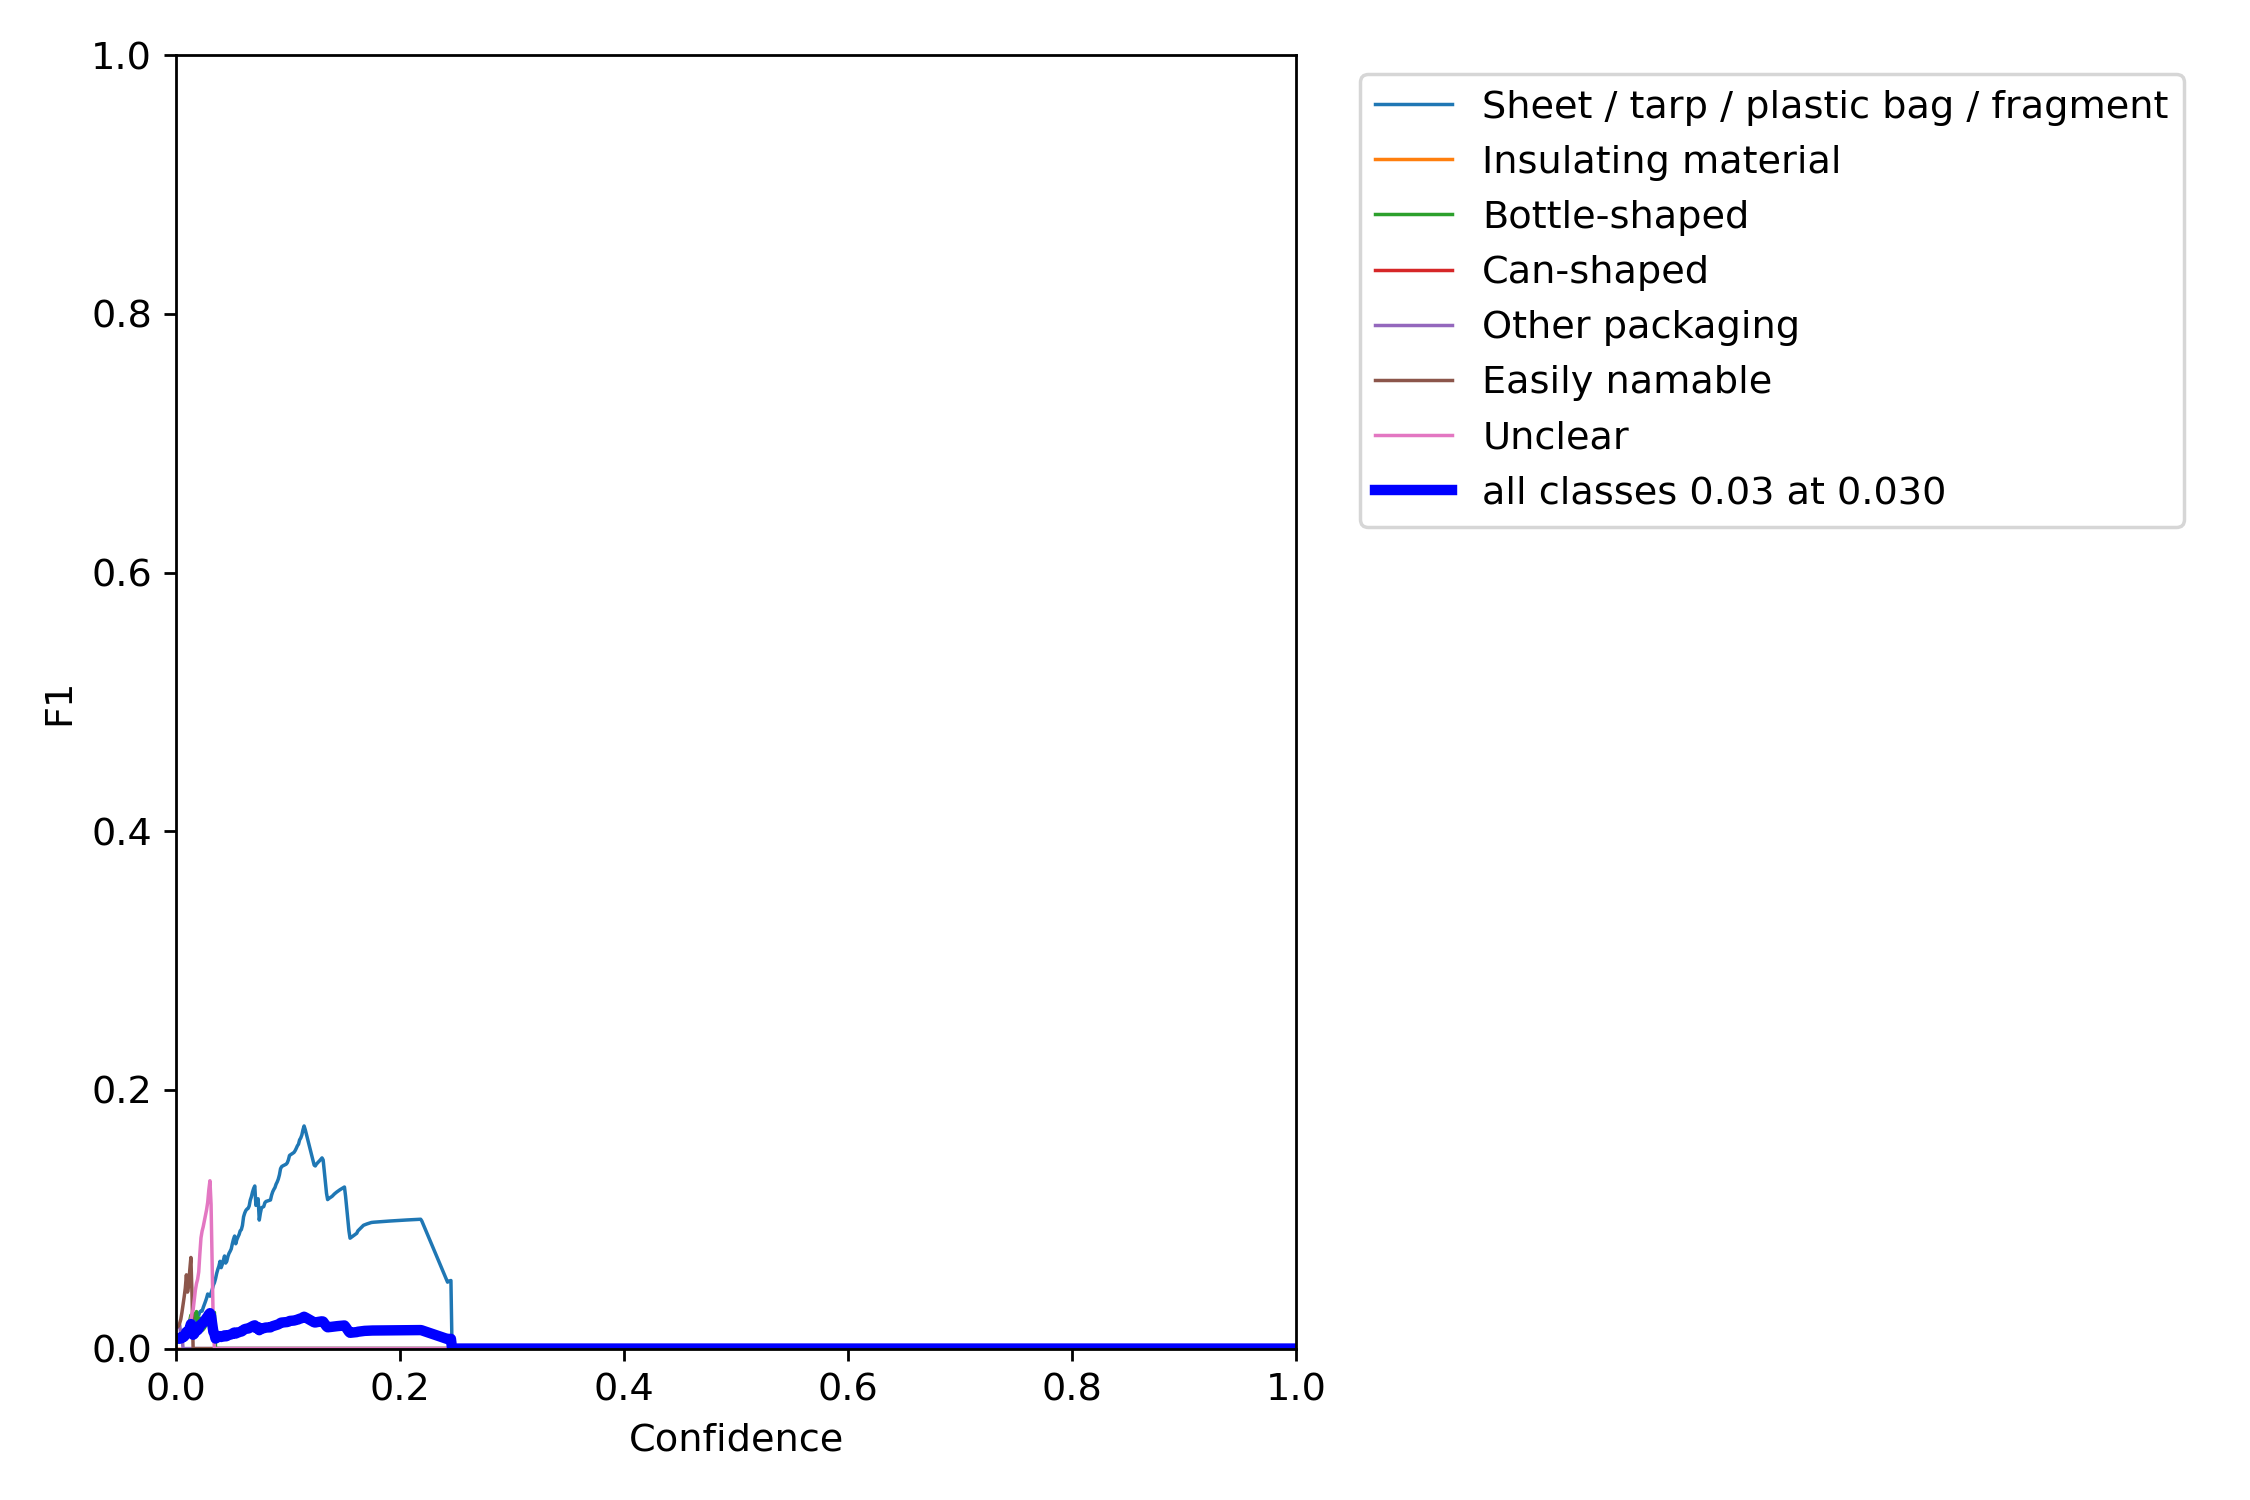 1.0
0.8
0.6
0.4
0.2
0.0
F1
0.0 0.2 0.4 0.6 0.8 1.0
Confidence
Sheet / tarp / plastic bag / fragment
Insulating material
Bottle-shaped
Can-shaped
Other packaging
Easily namable
Unclear
all classes 0.03 at 0.030